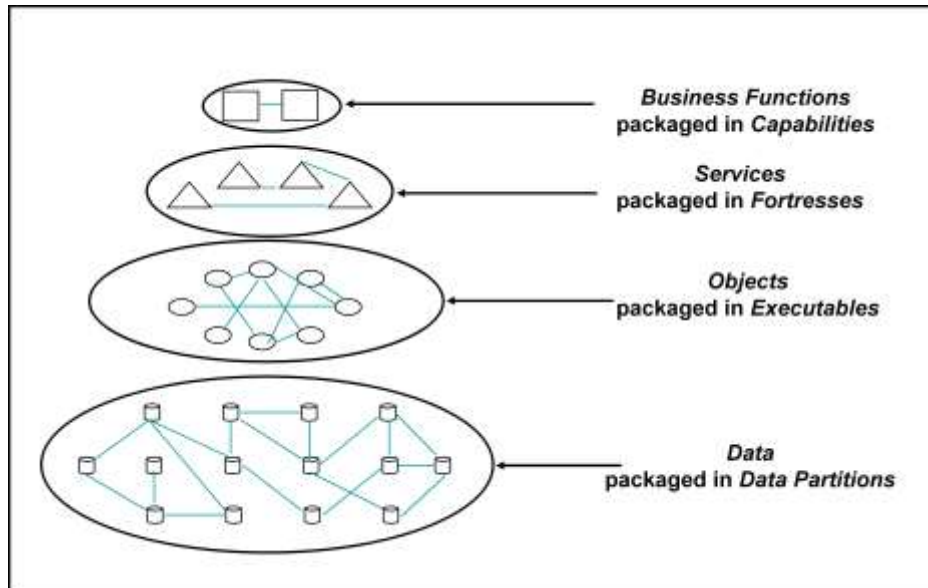 Business Functions
packaged in Capabilities
Services
packaged in Fortresses
Objects
packaged in Executables
Data
packaged in Data Partitions